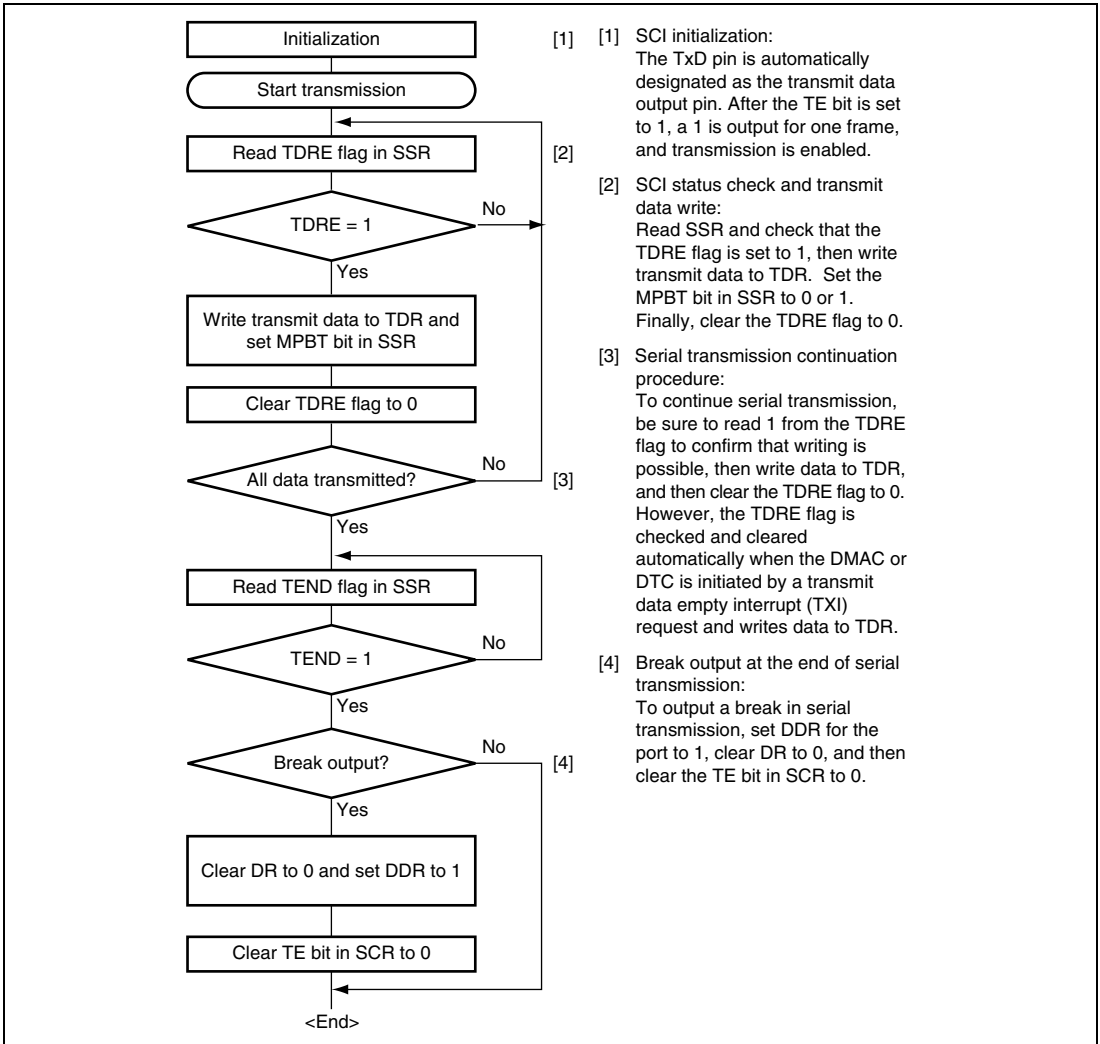 Initialization
[1]
Start transmission
Read TDRE flag in SSR
[2]
TDRE = 1
No
Yes
Write transmit data to TDR and
set MPBT bit in SSR
Clear TDRE flag to 0
All data transmitted?
No
[3]
Yes
Read TEND flag in SSR
TEND = 1
No
Yes
Break output?
No
[4]
Yes
Clear DR to 0 and set DDR to 1
Clear TE bit in SCR to 0
<End>
[1] SCI initialization:
The TxD pin is automatically
designated as the transmit data
output pin. After the TE bit is set
to 1, a 1 is output for one frame,
and transmission is enabled.
[2] SCI status check and transmit
data write:
Read SSR and check that the
TDRE flag is set to 1, then write
transmit data to TDR. Set the
MPBT bit in SSR to 0 or 1.
Finally, clear the TDRE flag to 0.
[3] Serial transmission continuation
procedure:
To continue serial transmission,
be sure to read 1 from the TDRE
flag to confirm that writing is
possible, then write data to TDR,
and then clear the TDRE flag to 0.
However, the TDRE flag is
checked and cleared
automatically when the DMAC or
DTC is initiated by a transmit
data empty interrupt (TXI)
request and writes data to TDR.
[4] Break output at the end of serial
transmission:
To output a break in serial
transmission, set DDR for the
port to 1, clear DR to 0, and then
clear the TE bit in SCR to 0.